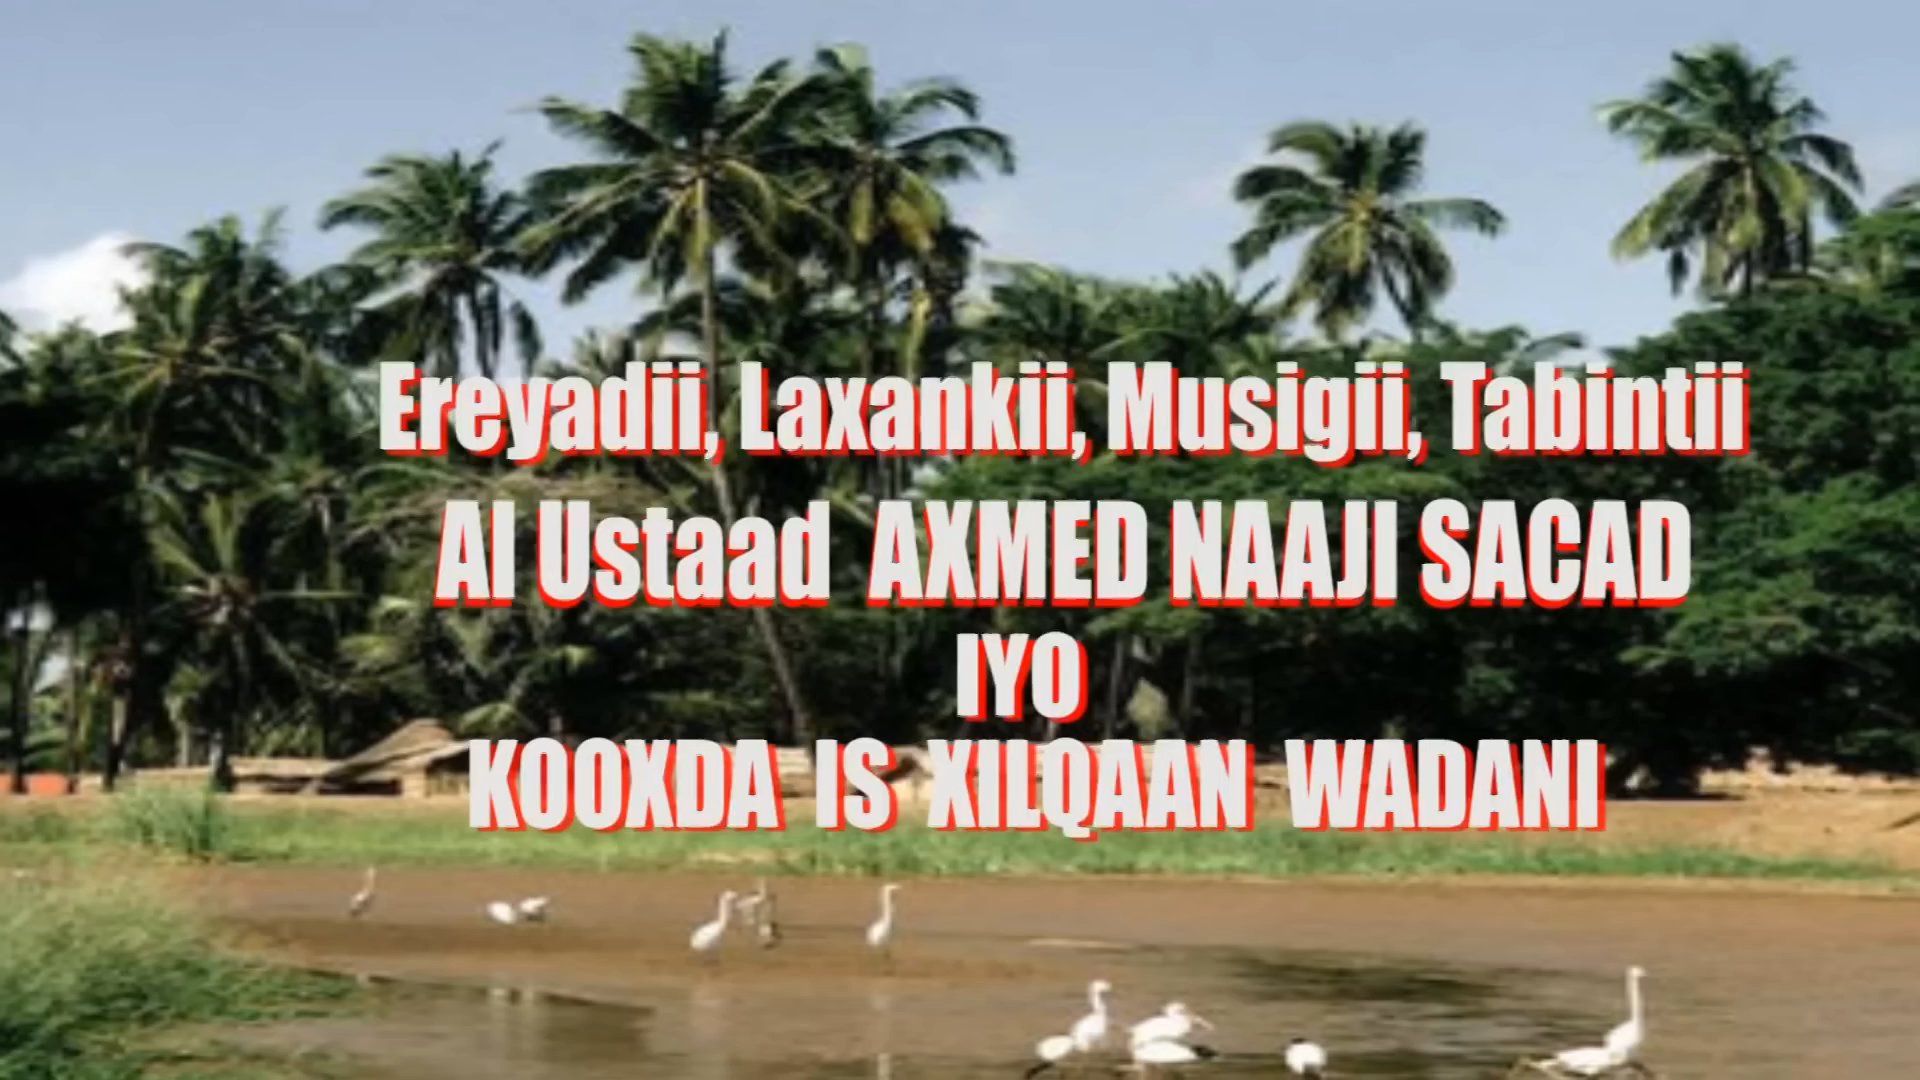 Ereyadii, Laxankii, Musigii, Tabintii
Al Ustaad AXMED NAAJI SACAD
IYO
KOOXDA IS XILQAAN WADANI